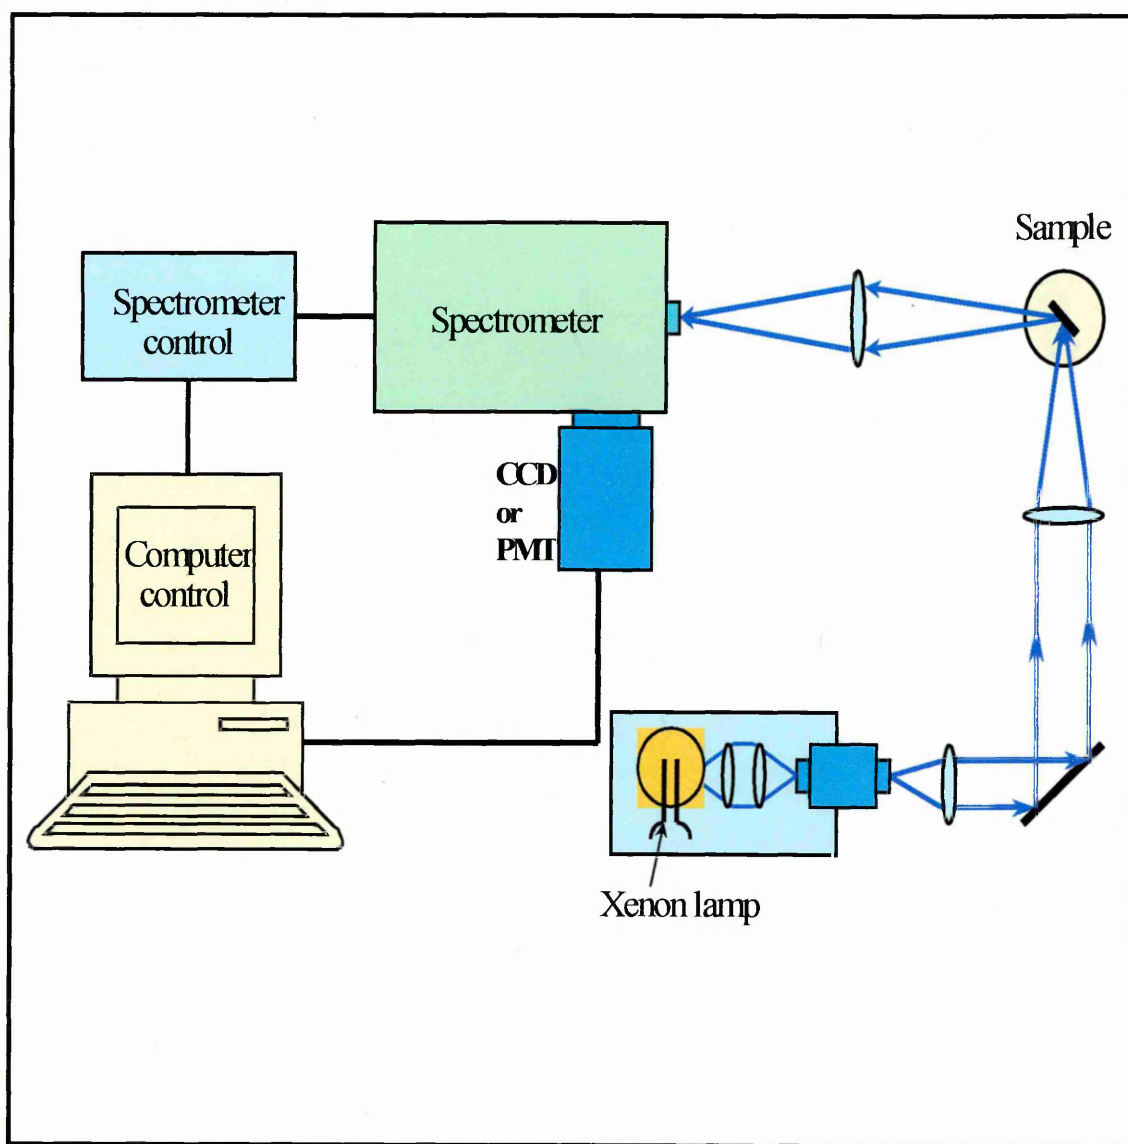 Sample
Spectrometer
control
Spectrometer
CCD
or
PMT
Computer
control
Xenon lamp